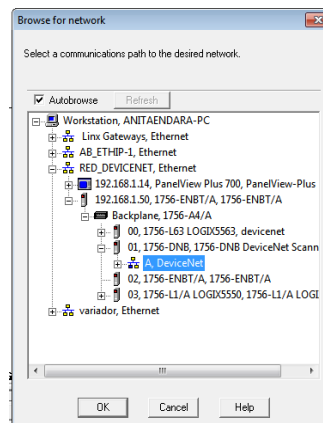 Browse for network
Select a communications path to the desired network.
Autobrowse Refresh
Workstation, ANITAENDARA-PC
Linx Gateways, Ethernet
AB_ETHIP-1, Ethernet
RED_DEVICENET, Ethernet
192.168.1.14, PanelView Plus 700, PanelView-Plus
192.168.1.50, 1756-ENBT/A, 1756-ENBT/A
Backplane, 1756-A4/A
00, 1756-L63 LOGIX5563, devicenet
01, 1756-DNB, 1756-DNB DeviceNet Scann
A, DeviceNet
02, 1756-ENBT/A, 1756-ENBT/A
03, 1756-L1/A LOGIX5550, 1756-L1/A LOGI
variador, Ethernet
OK Cancel Help